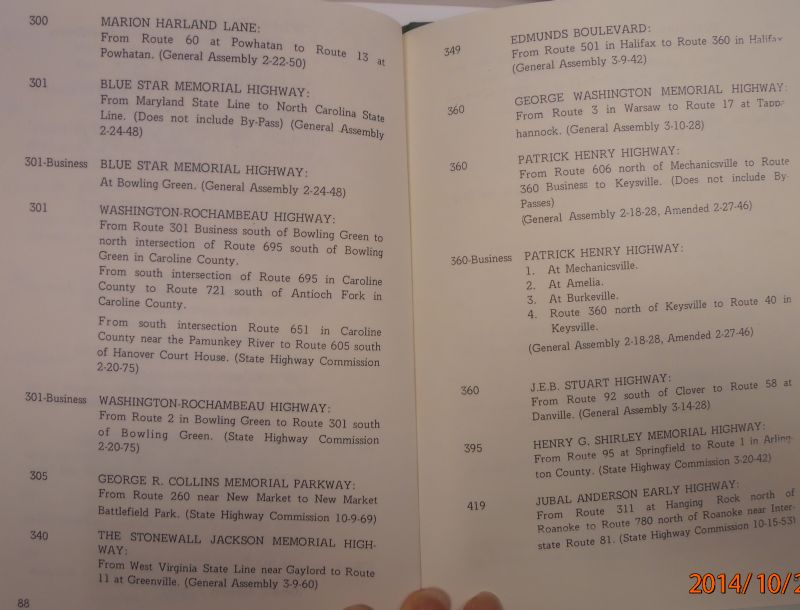 300 MARION HARLAND LANE:
From Route 60 at Powhatan to Route 13 at
Powhatan. (General Assembly 2-22-50)
301 BLUE STAR MEMORIAL HIGHWAY:
From Maryland State Line to North Carolina State
Line. (Does not include By-Pass) (General Assembly
2-24-48)
301-Business BLUE STAR MEMORIAL HIGHWAY:
At Bowling Green. (General Assembly 2-24-48)
301 WASHINGTON-ROCHAMBEAU HIGHWAY:
From Route 301 Business south of Bowling Green to
north intersection of Route 695 south of Bowling
Green in Caroline County.
From south intersection of Route 695 in Caroline
County to Route 721 south of Antioch Fork in
Caroline County.
From south intersection Route 651 in Caroline
County near the Pamunkey River to Route 605 south
of Hanover Court House. (State Highway Commission
2-20-75)
301-Business WASHINGTON-ROCHAMBEAU HIGHWAY:
From Route 2 in Bowling Green to Route 301 south
of Bowling Green. (State Highway Commission
2-20-75)
305 GEORGE R. COLLINS MEMORIAL PARKWAY:
From Route 260 near New Market to New Market
Battlefield Park. (State Highway Commission 10-9-69)
340 THE STONEWALL JACKSON MEMORIAL HIGH-
WAY:
From West Virginia State Line near Gaylord to Route
11 at Greenville. (General Assembly 3-9-60)
88
349 EDMUNDS BOULEVARD:
From Route 501 in Halifax to Route 360 in Halifax
(General Assembly 3-9-42)
360 GEORGE WASHINGTON MEMORIAL HIGHWAY:
From Route 3 in Warsaw to Route 17 at Tappa-
hannock. (General Assembly 3-10-28)
360 PATRICK HENRY HIGHWAY:
From Route 606 north of Mechanicsville to Route
360 Business to Keysville. (Does not include By-
Passes)
(General Assembly 2-18-28, Amended 2-27-46)
360-Business PATRICK HENRY HIGHWAY:
1. At Mechanicsville.
2. At Amelia.
3. At Burkeville.
4. Route 360 north of Keysville to Route 40 in
Keysville.
(General Assembly 2-18-28, Amended 2-27-46)
360 J.E.B. STUART HIGHWAY:
From Route 92 south of Clover to Route 58 at
Danville. (General Assembly 3-14-28)
395 HENRY G. SHIRLEY MEMORIAL HIGHWAY:
From Route 95 at Springfield to Route 1 in Arling-
ton County. (State Highway Commission 3-20-42)
419 JUBAL ANDERSON EARLY HIGHWAY:
From Route 311 at Hanging Rock north of
Roanoke to Route 780 north of Roanoke near Inter-
state Route 81. (State Highway Commission 10-15-53)
2014/10/2